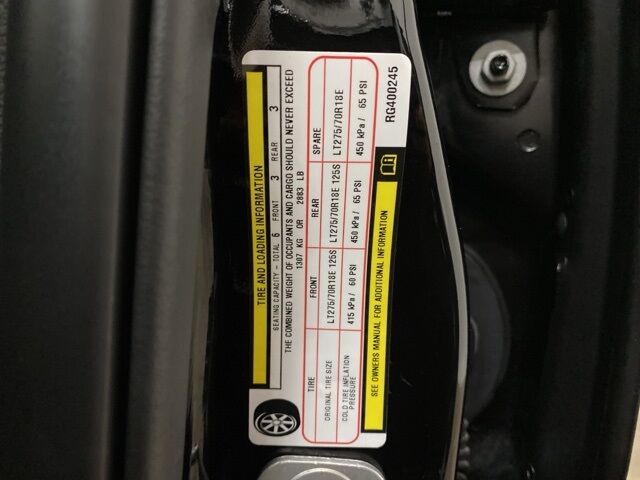 TIRE AND LOADING INFORMATION
SEATING CAPACITY - TOTAL 6 FRONT 3 REAR 3
THE COMBINED WEIGHT OF OCCUPANTS AND CARGO SHOULD NEVER EXCEED
1307 KG OR 2883 LB
TIRE FRONT REAR SPARE
ORIGINAL TIRE SIZE LT275/70R18E 125S LT275/70R18E 125S LT275/70R18E
COLD TIRE INFLATION PRESSURE 415 kPa / 60 PSI 450 kPa / 65 PSI 450 kPa / 65 PSI
SEE OWNERS MANUAL FOR ADDITIONAL INFORMATION
RG400245